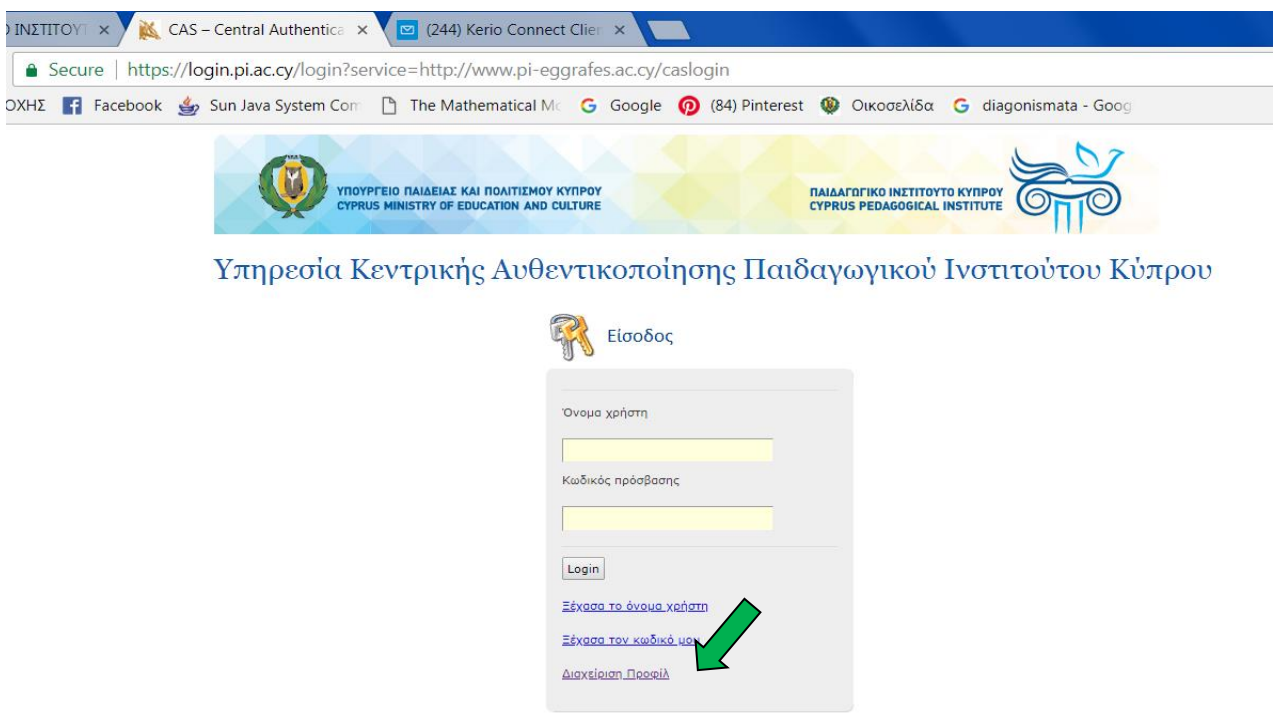 ΙΝΣΤΙΤΟΥΤ CAS – Central Authentica (244) Kerio Connect Clien
Secure https://login.pi.ac.cy/login?service=http://www.pi-eggrafes.ac.cy/caslogin
ΟΧΗΣ Facebook Sun Java System Com The Mathematical Mo Google (84) Pinterest Οικοσελίδα diagonismata - Goog
ΥΠΟΥΡΓΕΙΟ ΠΑΙΔΕΙΑΣ ΚΑΙ ΠΟΛΙΤΙΣΜΟΥ ΚΥΠΡΟΥ
CYPRUS MINISTRY OF EDUCATION AND CULTURE
ΠΑΙΔΑΓΩΓΙΚΟ ΙΝΣΤΙΤΟΥΤΟ ΚΥΠΡΟΥ
CYPRUS PEDAGOGICAL INSTITUTE
Υπηρεσία Κεντρικής Αυθεντικοποίησης Παιδαγωγικού Ινστιτούτου Κύπρου
Είσοδος
Όνομα χρήστη
Κωδικός πρόσβασης
Login
Ξέχασα το όνομα χρήστη
Ξέχασα τον κωδικό μου
Διαχείριση Προφίλ